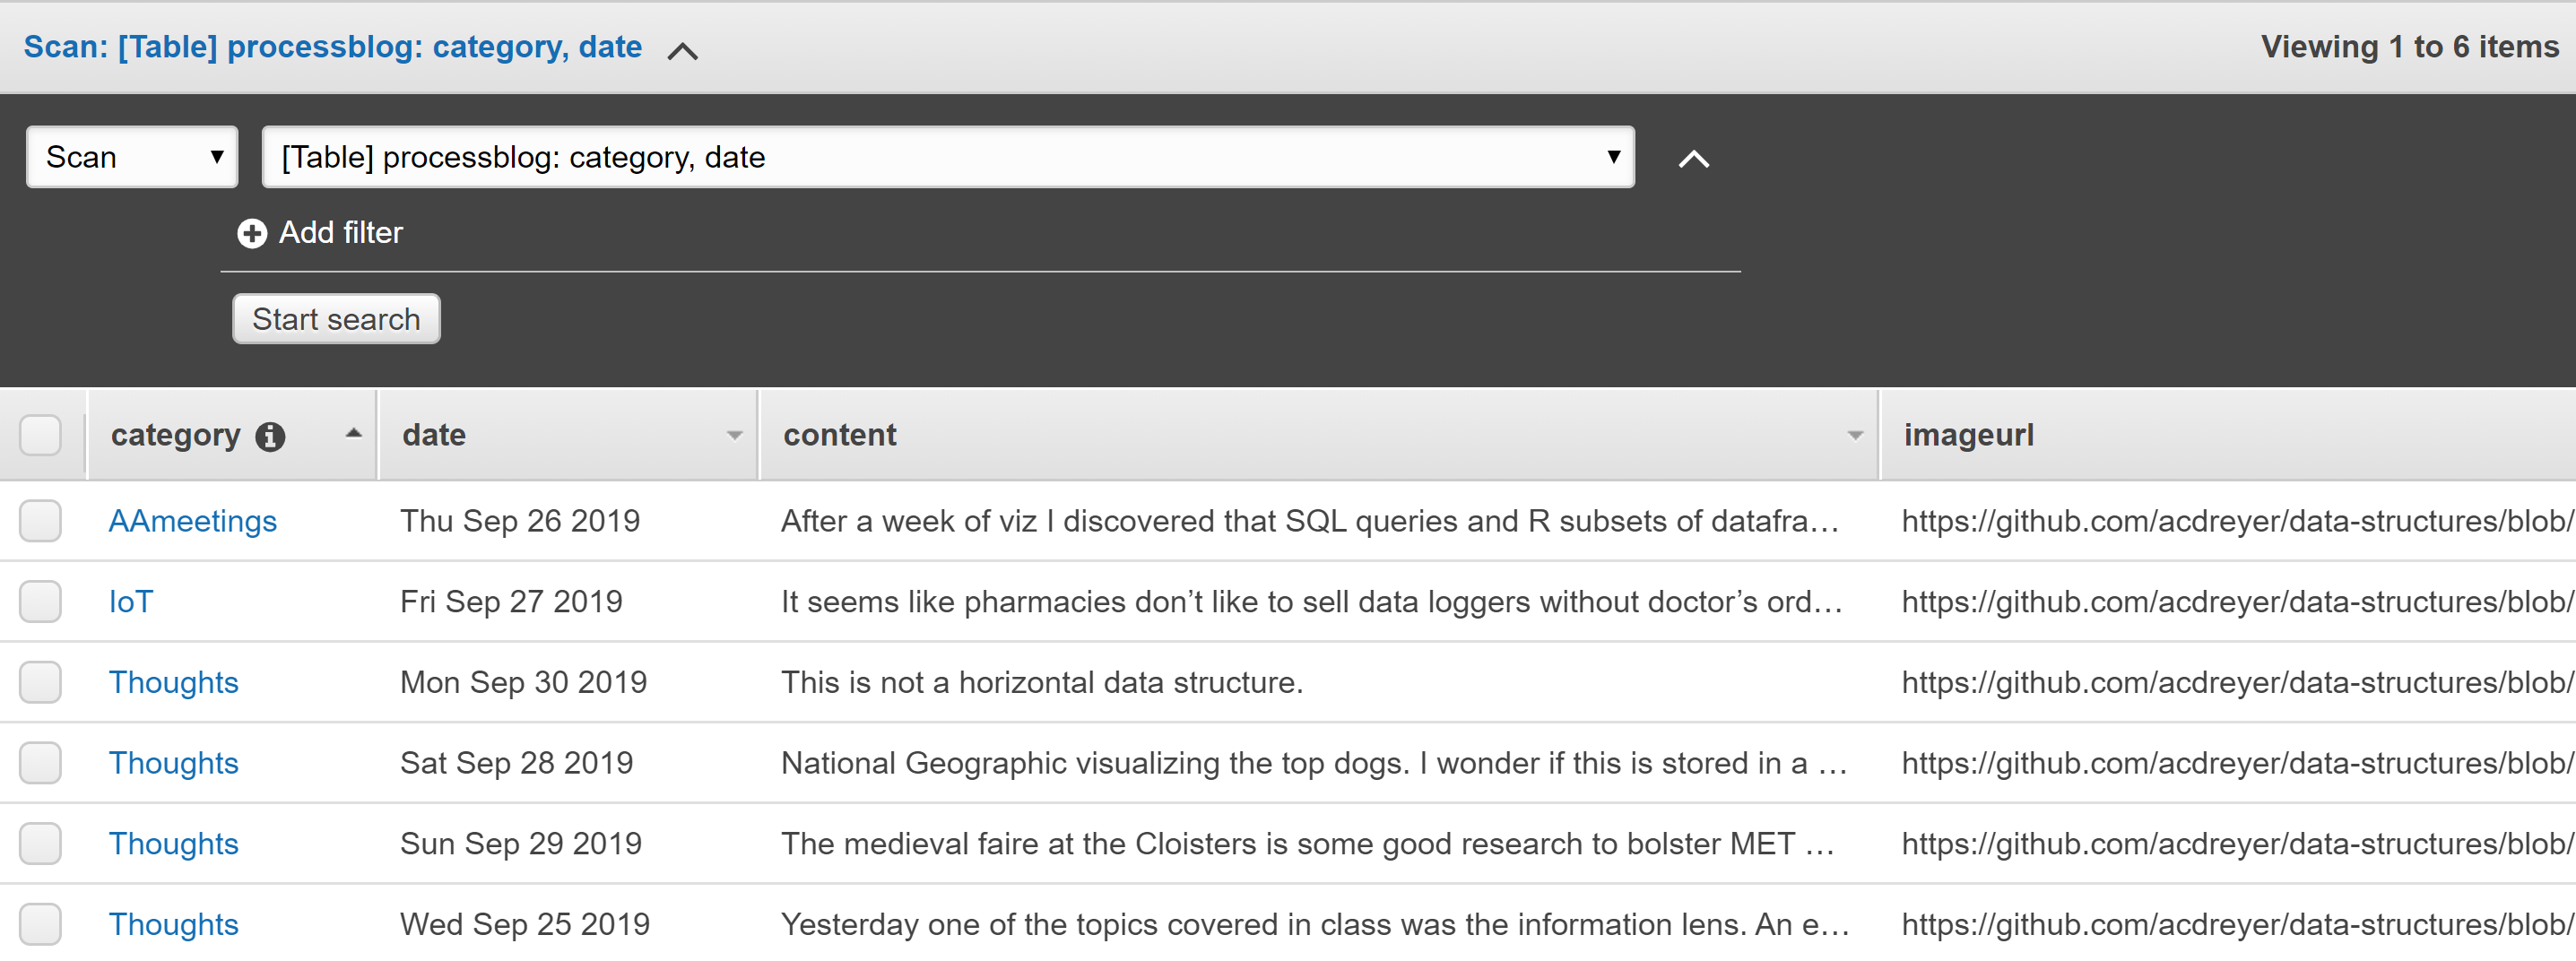 Scan: [Table] processblog: category, date Viewing 1 to 6 items
Scan [Table] processblog: category, date
Add filter
Start search
category date content imageurl
AAmeetings Thu Sep 26 2019 After a week of viz I discovered that SQL queries and R subsets of datafra… https://github.com/acdreyer/data-structures/blob/
IoT Fri Sep 27 2019 It seems like pharmacies don’t like to sell data loggers without doctor’s ord… https://github.com/acdreyer/data-structures/blob/
Thoughts Mon Sep 30 2019 This is not a horizontal data structure. https://github.com/acdreyer/data-structures/blob/
Thoughts Sat Sep 28 2019 National Geographic visualizing the top dogs. I wonder if this is stored in a … https://github.com/acdreyer/data-structures/blob/
Thoughts Sun Sep 29 2019 The medieval faire at the Cloisters is some good research to bolster MET … https://github.com/acdreyer/data-structures/blob/
Thoughts Wed Sep 25 2019 Yesterday one of the topics covered in class was the information lens. An e… https://github.com/acdreyer/data-structures/blob/